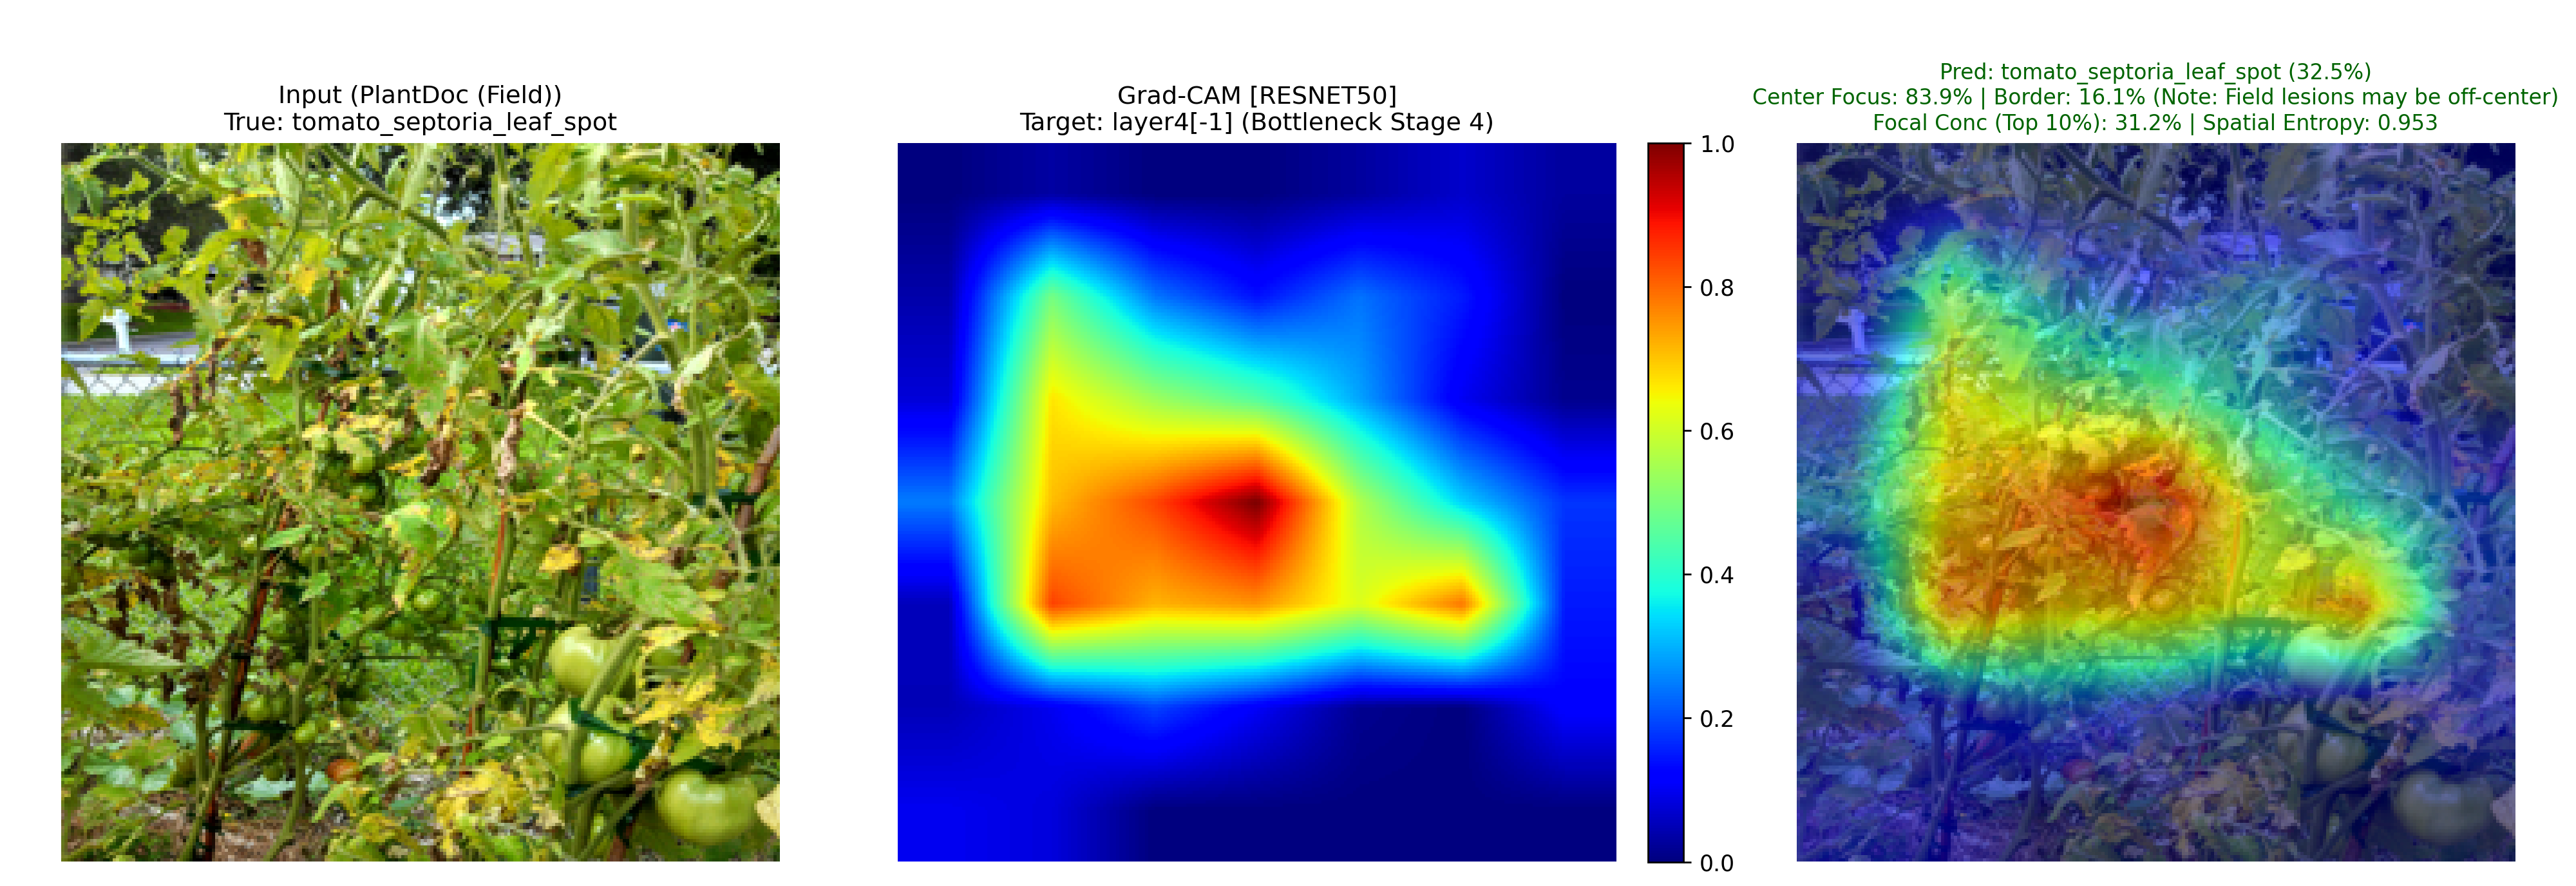 Input (PlantDoc (Field))
True: tomato_septoria_leaf_spot
Grad-CAM [RESNET50]
Target: layer4[-1] (Bottleneck Stage 4)
1.0
0.8
0.6
0.4
0.2
0.0
Pred: tomato_septoria_leaf_spot (32.5%)
Center Focus: 83.9% | Border: 16.1% (Note: Field lesions may be off-center)
Focal Conc (Top 10%): 31.2% | Spatial Entropy: 0.953